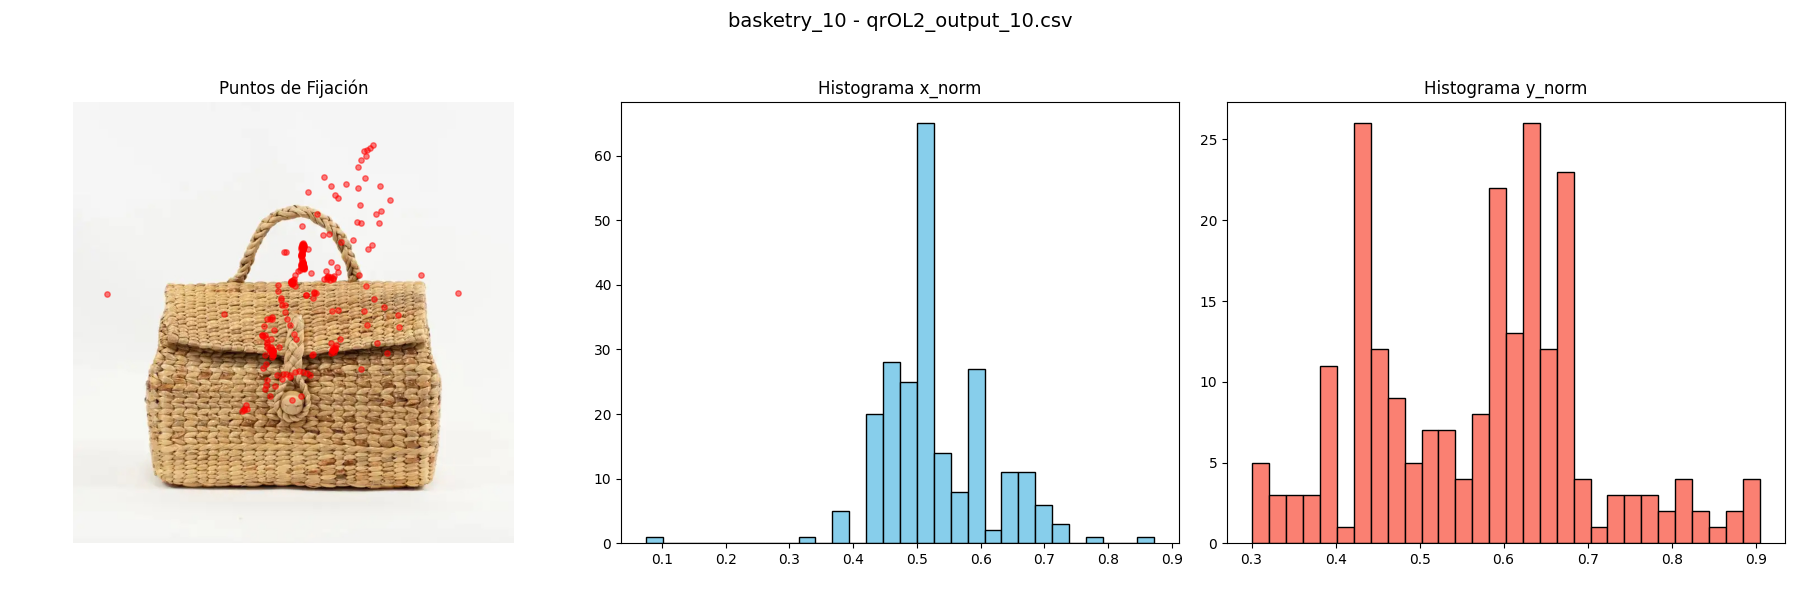 basketry_10 - qrOL2_output_10.csv
Puntos de Fijación
Histograma x_norm
Histograma y_norm
60
50
40
30
20
10
0
0.1 0.2 0.3 0.4 0.5 0.6 0.7 0.8 0.9
25
20
15
10
5
0
0.3 0.4 0.5 0.6 0.7 0.8 0.9